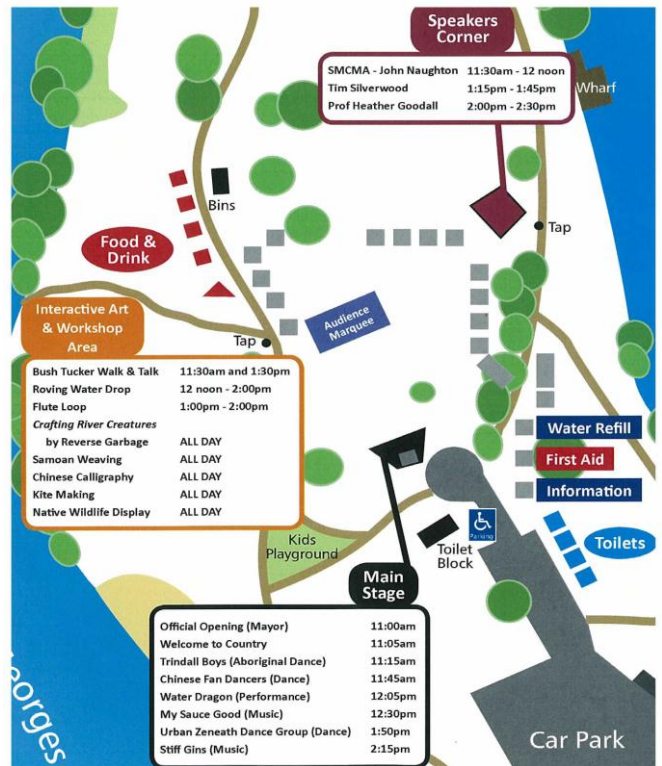 Speakers
Corner
SMCMA - John Naughton 11:30am - 12 noon
Tim Silverwood 1:15pm - 1:45pm
Prof Heather Goodall 2:00pm - 2:30pm
Wharf
Bins
Tap
Food &
Drink
Interactive Art
& Workshop
Area
Audience
Marquee
Tap
Bush Tucker Walk & Talk 11:30am and 1:30pm
Roving Water Drop 12 noon - 2:00pm
Flute Loop 1:00pm - 2:00pm
Crafting River Creatures
by Reverse Garbage ALL DAY
Samoan Weaving ALL DAY
Chinese Calligraphy ALL DAY
Kite Making ALL DAY
Native Wildlife Display ALL DAY
Water Refill
First Aid
Information
Kids
Playground
Parking
Toilet
Block
Toilets
Main
Stage
Official Opening (Mayor) 11:00am
Welcome to Country 11:05am
Trindall Boys (Aboriginal Dance) 11:15am
Chinese Fan Dancers (Dance) 11:45am
Water Dragon (Performance) 12:05pm
My Sauce Good (Music) 12:30pm
Urban Zeneath Dance Group (Dance) 1:50pm
Stiff Gins (Music) 2:15pm
Georges
Car Park